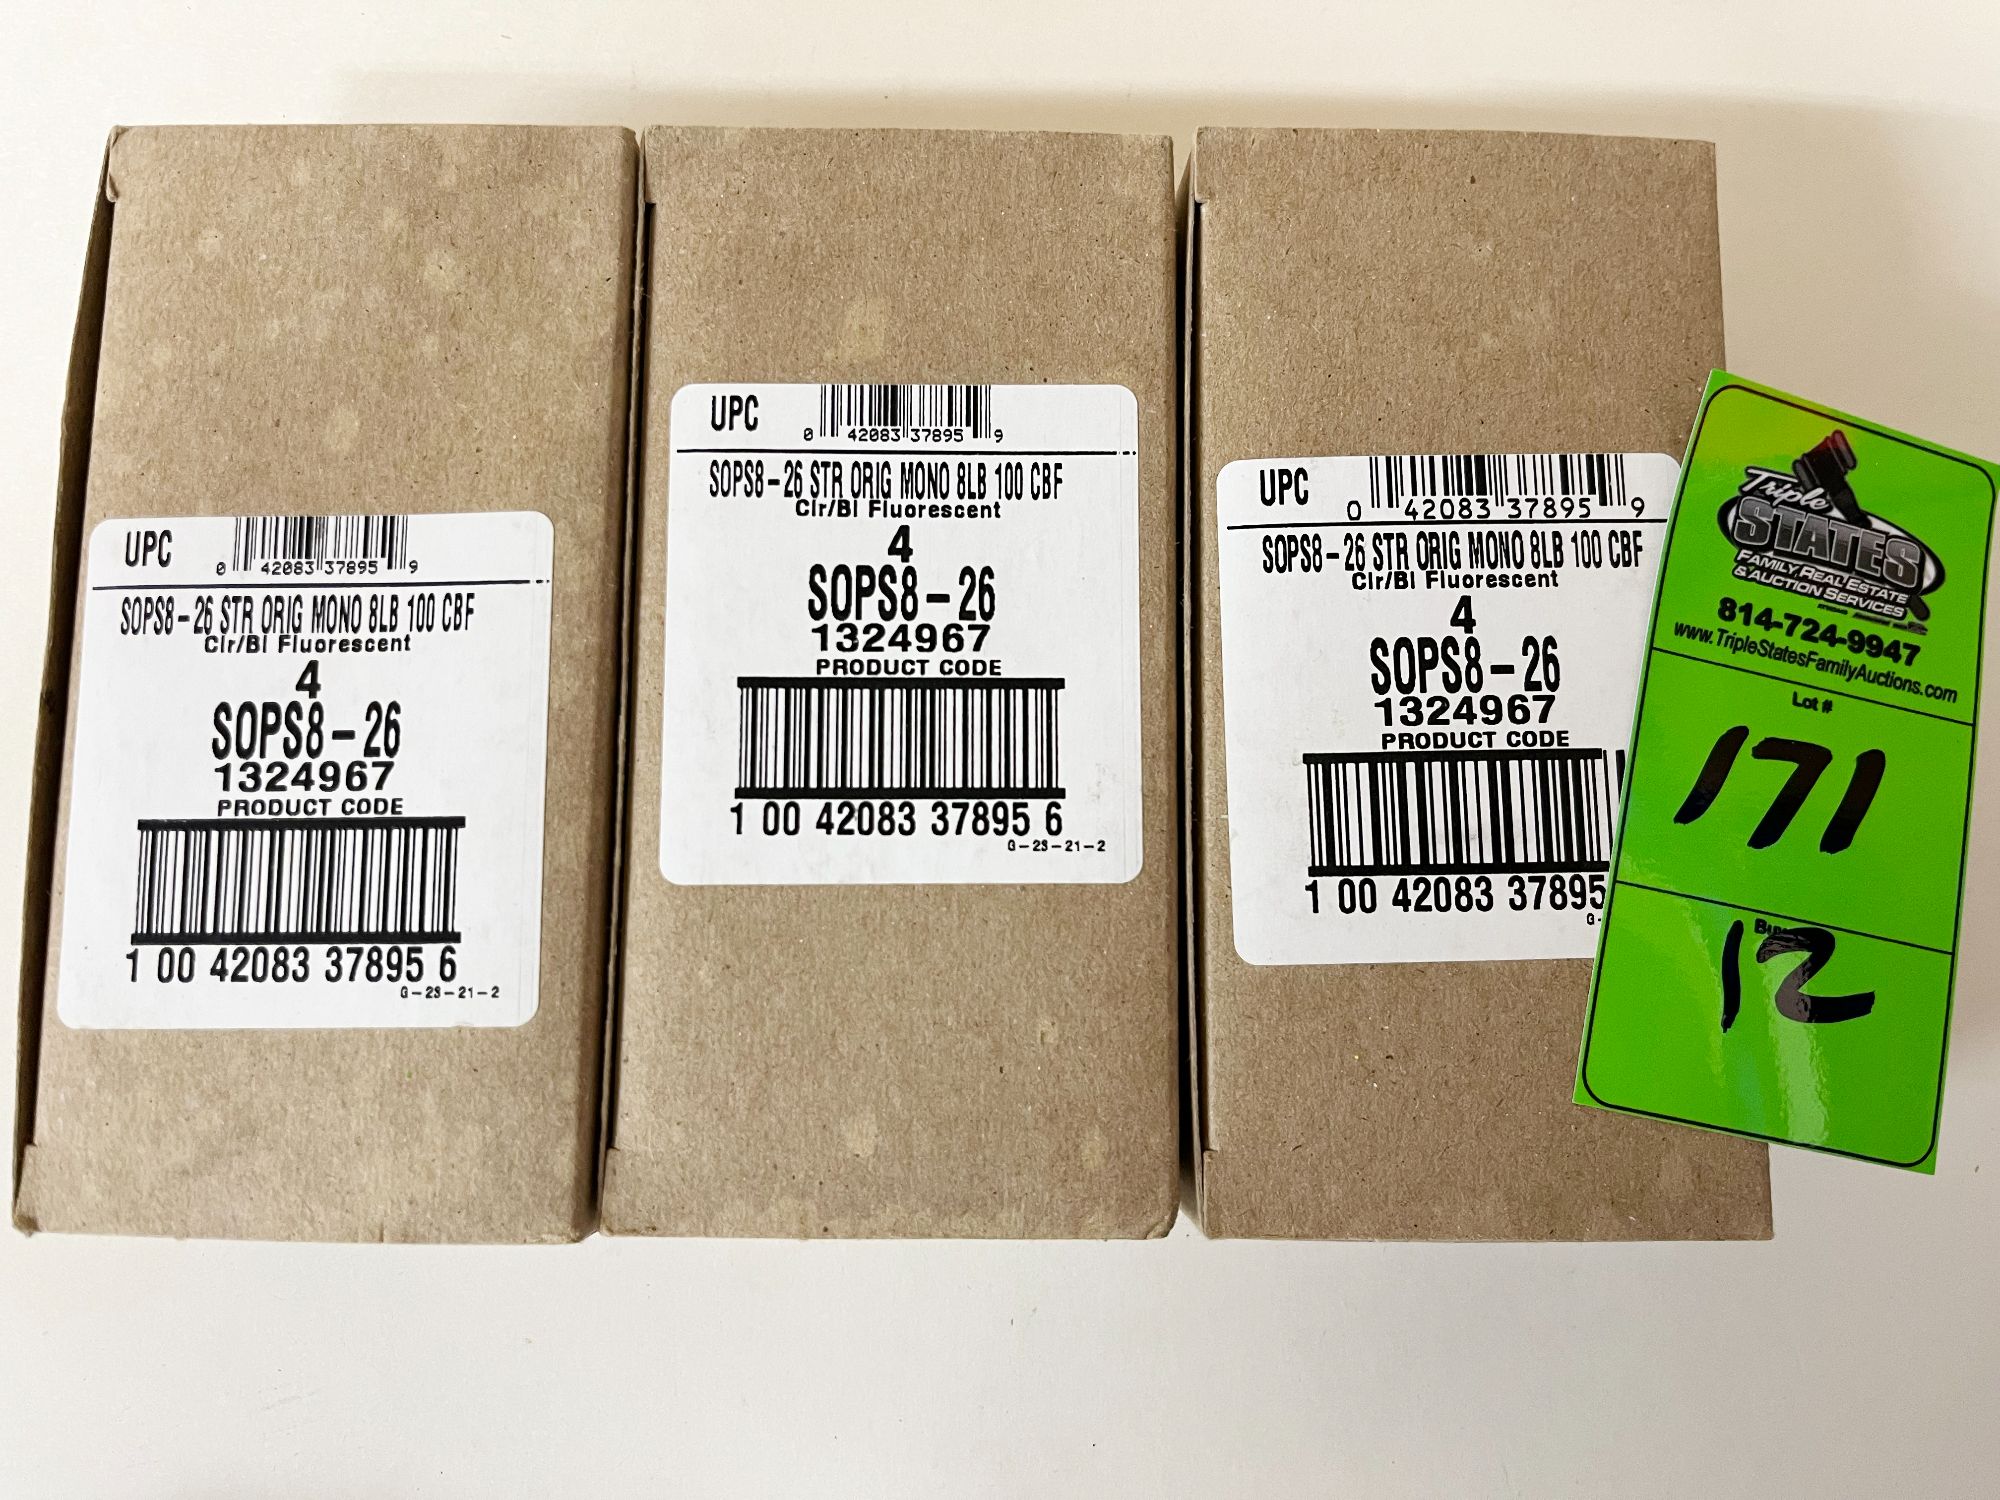 UPC
0 42083 37895 9
SOPS8-26 STR ORIG MONO 8LB 100 CBF
Clr/Bl Fluorescent
4
SOPS8-26
1324967
PRODUCT CODE
1 00 42083 37895 6
G-23-21-2
UPC
0 42083 37895 9
SOPS8-26 STR ORIG MONO 8LB 100 CBF
Clr/Bl Fluorescent
4
SOPS8-26
1324967
PRODUCT CODE
1 00 42083 37895 6
G-23-21-2
UPC
0 42083 37895 9
SOPS8-26 STR ORIG MONO 8LB 100 CBF
Clr/Bl Fluorescent
4
SOPS8-26
1324967
PRODUCT CODE
1 00 42083 37895
G-
Triple
STATES
FAMILY, REAL ESTATE
& AUCTION SERVICES
814-724-9947
www.TripleStatesFamilyAuctions.com
Lot #
171
12